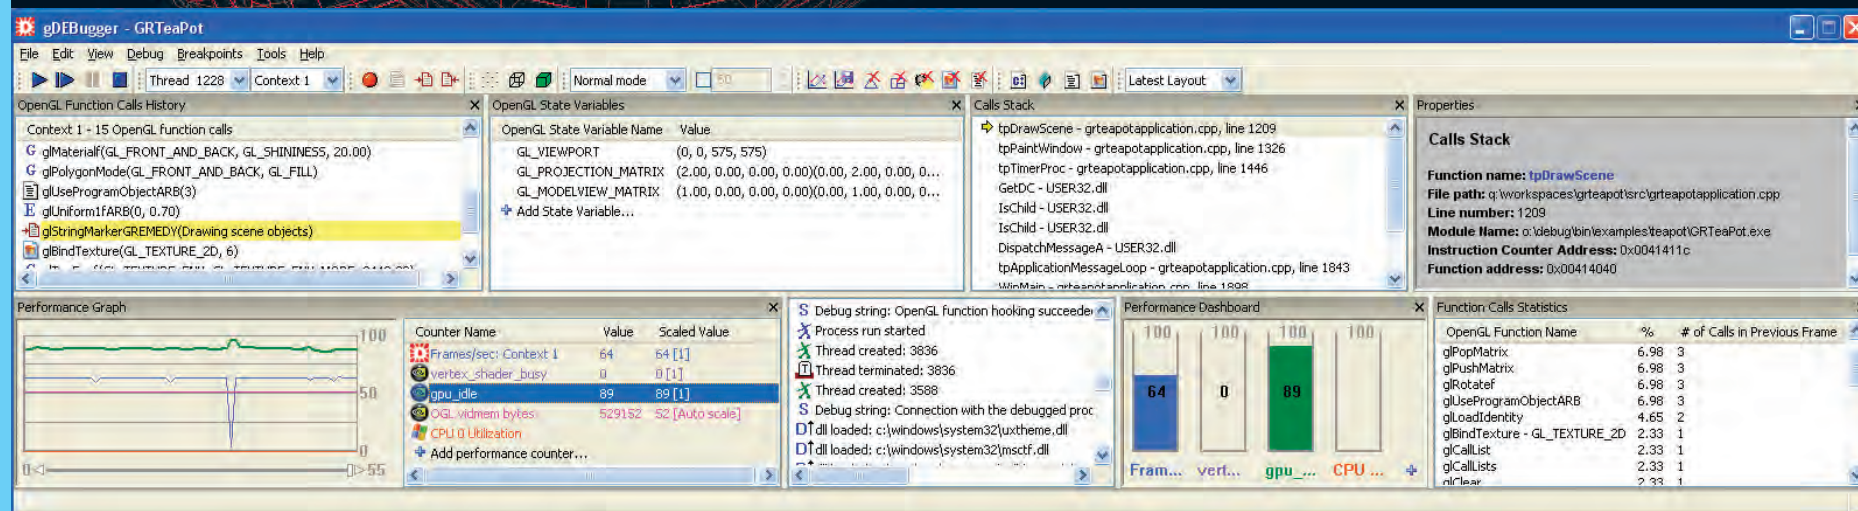 gDEBugger - GRTeaPot
File Edit View Debug Breakpoints Tools Help
Thread 1228 Context 1 Normal mode 50 Latest Layout
OpenGL Function Calls History
Context 1 - 15 OpenGL function calls
glMaterialf(GL_FRONT_AND_BACK, GL_SHININESS, 20.00)
glPolygonMode(GL_FRONT_AND_BACK, GL_FILL)
glUseProgramObjectARB(3)
glUniform1fARB(0, 0.70)
glStringMarkerGREMEDY(Drawing scene objects)
glBindTexture(GL_TEXTURE_2D, 6)
OpenGL State Variables
OpenGL State Variable Name Value
GL_VIEWPORT (0, 0, 575, 575)
GL_PROJECTION_MATRIX (2.00, 0.00, 0.00, 0.00)(0.00, 2.00, 0.00, 0...
GL_MODELVIEW_MATRIX (1.00, 0.00, 0.00, 0.00)(0.00, 1.00, 0.00, 0...
Add State Variable...
Calls Stack
tpDrawScene - grteapotapplication.cpp, line 1209
tpPaintWindow - grteapotapplication.cpp, line 1326
tpTimerProc - grteapotapplication.cpp, line 1446
GetDC - USER32.dll
IsChild - USER32.dll
IsChild - USER32.dll
DispatchMessageA - USER32.dll
tpApplicationMessageLoop - grteapotapplication.cpp, line 1843
WinMain - grteapotapplication.cpp, line 1898
Properties
Calls Stack
Function name: tpDrawScene
File path: q:\workspaces\grteapot\src\grteapotapplication.cpp
Line number: 1209
Module Name: o:\debug\bin\examples\teapot\GRTeaPot.exe
Instruction Counter Address: 0x0041411c
Function address: 0x00414040
Performance Graph
100
50
0
0 55
Counter Name Value Scaled Value
Frames/sec: Context 1 64 64 [1]
vertex_shader_busy 0 0 [1]
gpu_idle 89 89 [1]
OGL vidmem bytes 529152 52 [Auto scale]
CPU 0 Utilization
Add performance counter...
S Debug string: OpenGL function hooking succeede
Process run started
Thread created: 3836
Thread terminated: 3836
Thread created: 3588
S Debug string: Connection with the debugged proc
dll loaded: c:\windows\system32\uxtheme.dll
dll loaded: c:\windows\system32\msctf.dll
Performance Dashboard
100 100 100 100
64 0 89
Fram... vert... gpu_... CPU ...
Function Calls Statistics
OpenGL Function Name % # of Calls in Previous Frame
glPopMatrix 6.98 3
glPushMatrix 6.98 3
glRotatef 6.98 3
glUseProgramObjectARB 6.98 3
glLoadIdentity 4.65 2
glBindTexture - GL_TEXTURE_2D 2.33 1
glCallList 2.33 1
glCallLists 2.33 1
glClear 2.33 1